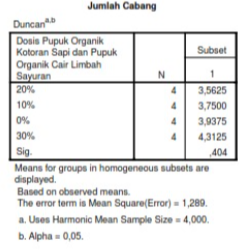 Jumlah Cabang
Duncan a,b
Dosis Pupuk Organik
Kotoran Sapi dan Pupuk
Organik Cair Limbah
Sayuran N Subset
1
20% 4 3,5625
10% 4 3,7500
0% 4 3,9375
30% 4 4,3125
Sig. ,404
Means for groups in homogeneous subsets are
displayed.
Based on observed means.
The error term is Mean Square(Error) = 1,289.
a. Uses Harmonic Mean Sample Size = 4,000.
b. Alpha = 0,05.